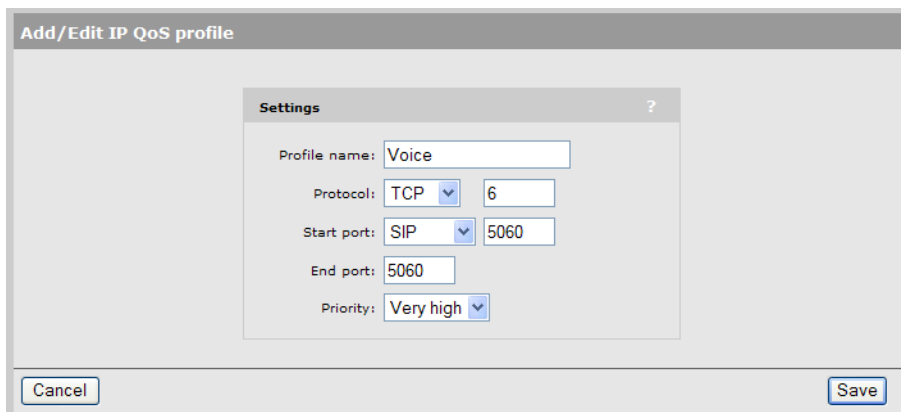 Add/Edit IP QoS profile
Settings ?
Profile name: Voice
Protocol: TCP 6
Start port: SIP 5060
End port: 5060
Priority: Very high
Cancel Save